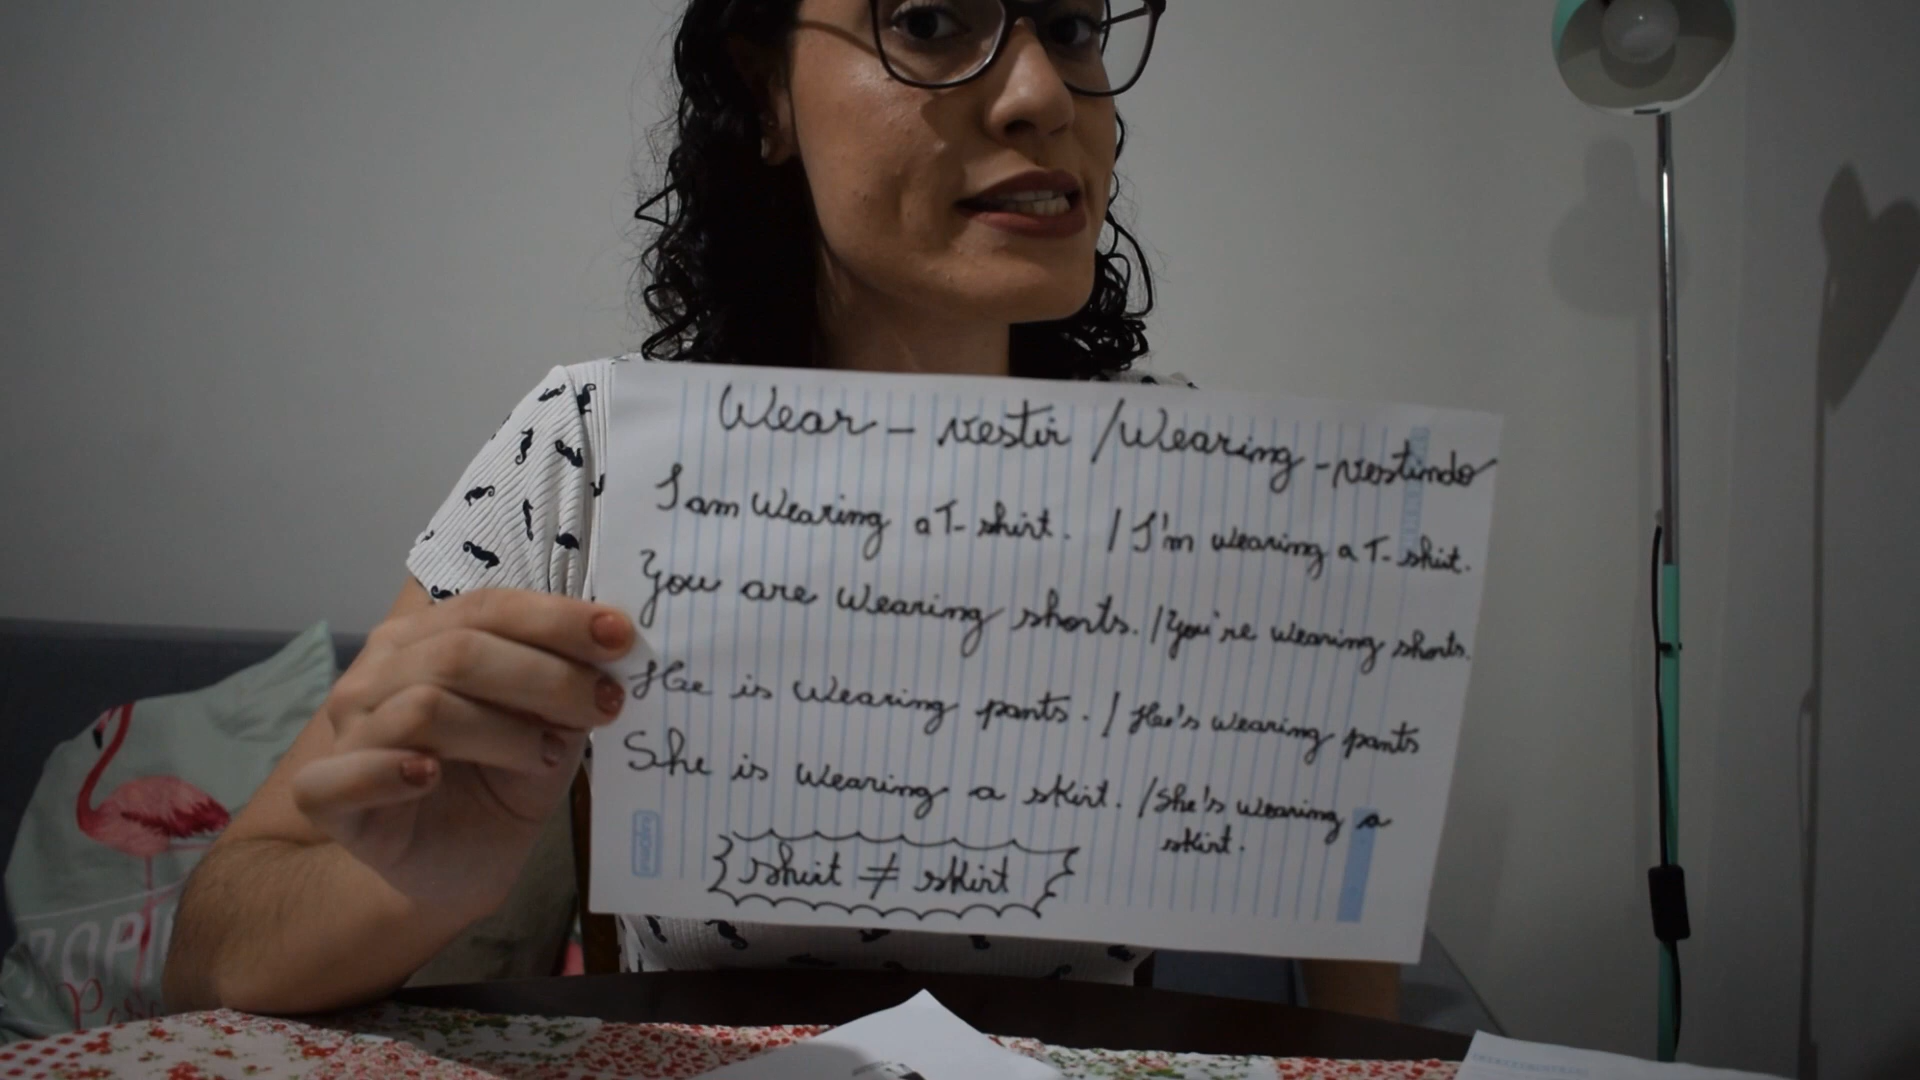 Wear - vestir / Wearing - vestindo
I am Wearing a T-shirt. / I'm wearing a T-shirt.
You are Wearing shorts. / You're wearing shorts.
He is Wearing pants. / He's wearing pants
She is Wearing a skirt. / She's wearing a
skirt.
shirt ≠ skirt